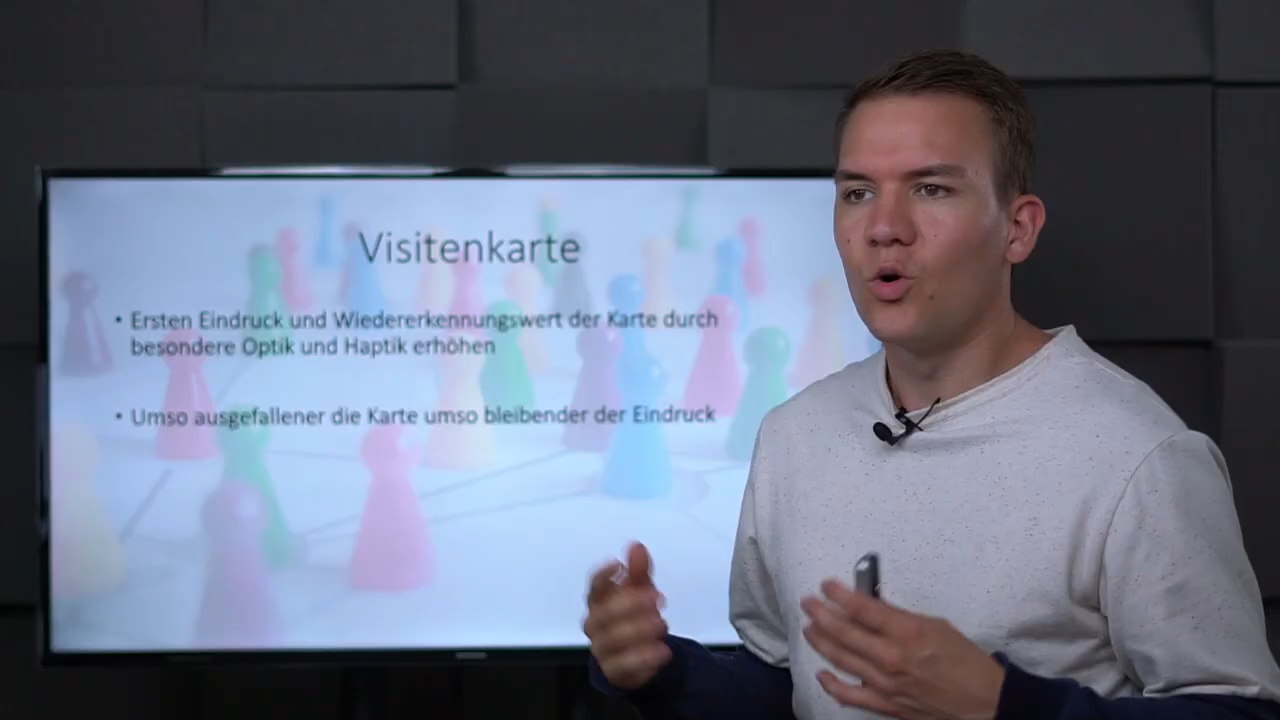 Visitenkarte
• Ersten Eindruck und Wiedererkennungswert der Karte durch
besondere Optik und Haptik erhöhen
• Umso ausgefallener die Karte umso bleibender der Eindruck